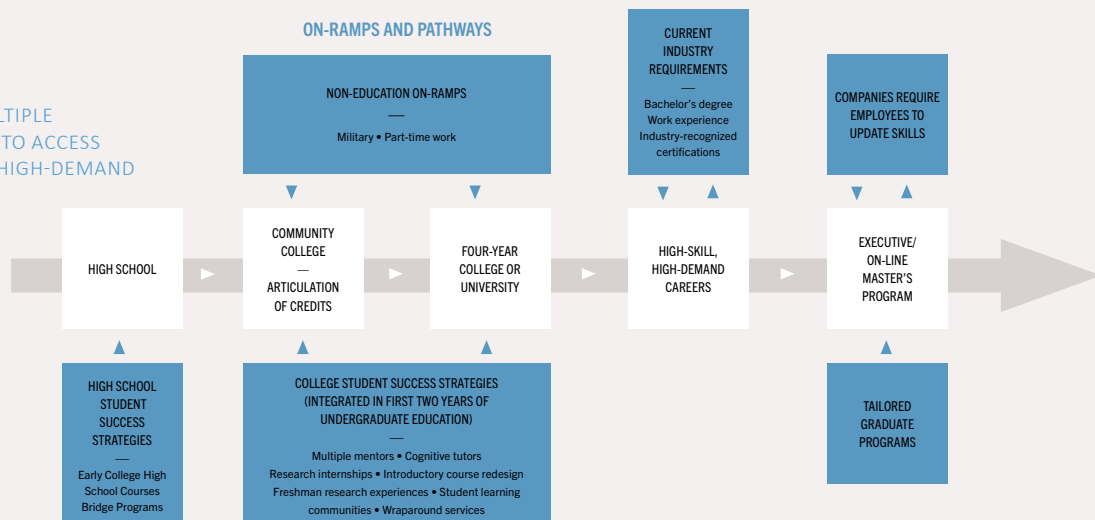 ON-RAMPS AND PATHWAYS
LTIPLE
TO ACCESS
HIGH-DEMAND
NON-EDUCATION ON-RAMPS
—
Military • Part-time work
CURRENT
INDUSTRY
REQUIREMENTS
—
Bachelor's degree
Work experience
Industry-recognized
certifications
COMPANIES REQUIRE
EMPLOYEES TO
UPDATE SKILLS
HIGH SCHOOL
COMMUNITY
COLLEGE
—
ARTICULATION
OF CREDITS
FOUR-YEAR
COLLEGE OR
UNIVERSITY
HIGH-SKILL,
HIGH-DEMAND
CAREERS
EXECUTIVE/
ON-LINE
MASTER'S
PROGRAM
HIGH SCHOOL
STUDENT
SUCCESS
STRATEGIES
—
Early College High
School Courses
Bridge Programs
COLLEGE STUDENT SUCCESS STRATEGIES
(INTEGRATED IN FIRST TWO YEARS OF
UNDERGRADUATE EDUCATION)
—
Multiple mentors • Cognitive tutors
Research internships • Introductory course redesign
Freshman research experiences • Student learning
communities • Wraparound services
TAILORED
GRADUATE
PROGRAMS